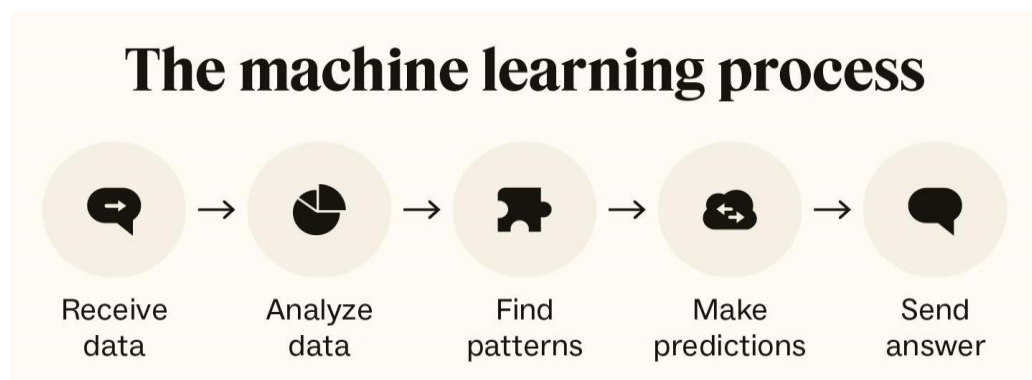 The machine learning process
Receive
data
Analyze
data
Find
patterns
Make
predictions
Send
answer